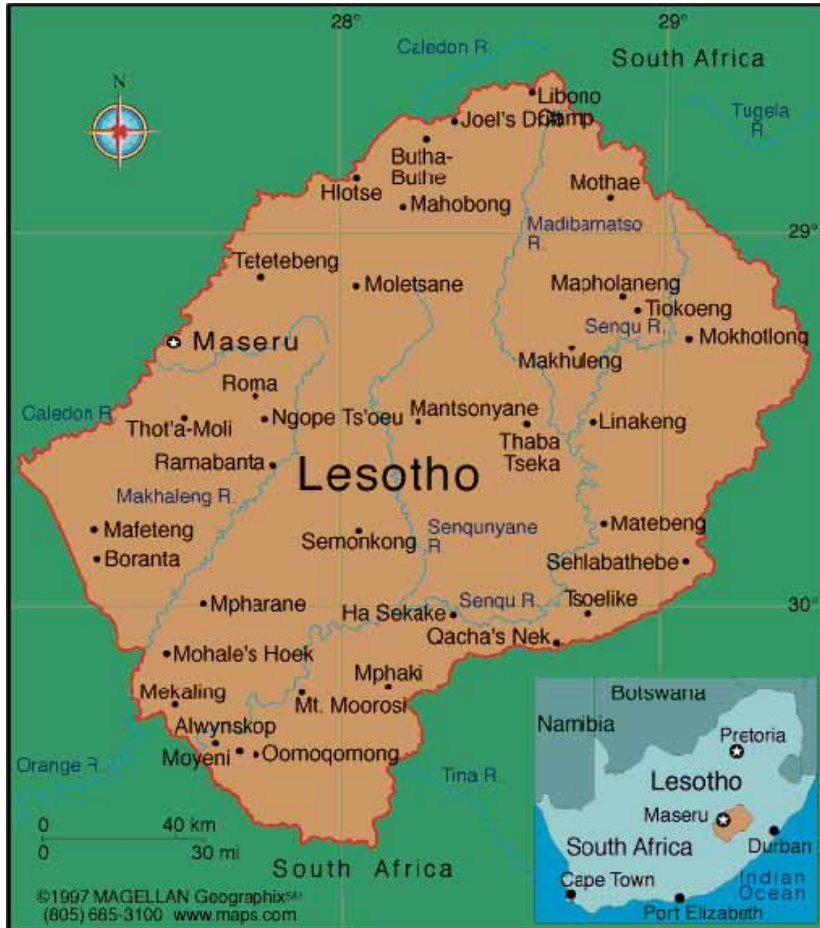 28°
29°
Caledon R.
South Africa
N
Libono
Camp
Joel's Drift
Tugela
R.
Butha-
Buthe
Hlotse
Mothae
Mahobong
Madibamatso
R.
29°
Tetetebeng
Moletsane
Mapholaneng
Tiokoeng
Senqu R.
Mokhotlong
Maseru
Makhuleng
Roma
Caledon R.
Thot'a-Moli
Ngope Ts'oeu
Mantsonyane
Linakeng
Thaba
Tseka
Ramabanta
Lesotho
Makhaleng R.
Mafeteng
Semonkong
Senqunyane
R.
Matebeng
Boranta
Sehlabathebe
Mpharane
Ha Sekake
Senqu R.
Tsoelike
30°
Qacha's Nek
Mohale's Hoek
Mphaki
Mekaling
Mt. Moorosi
Alwynskop
Moyeni
Oomoqomong
Orange R.
Tina R.
0 40 km
0 30 mi
South Africa
©1997 MAGELLAN Geographix℠
(805) 685-3100 www.maps.com
Botswana
Namibia
Pretoria
Lesotho
Maseru
South Africa
Durban
Cape Town
Indian
Ocean
Port Elizabeth